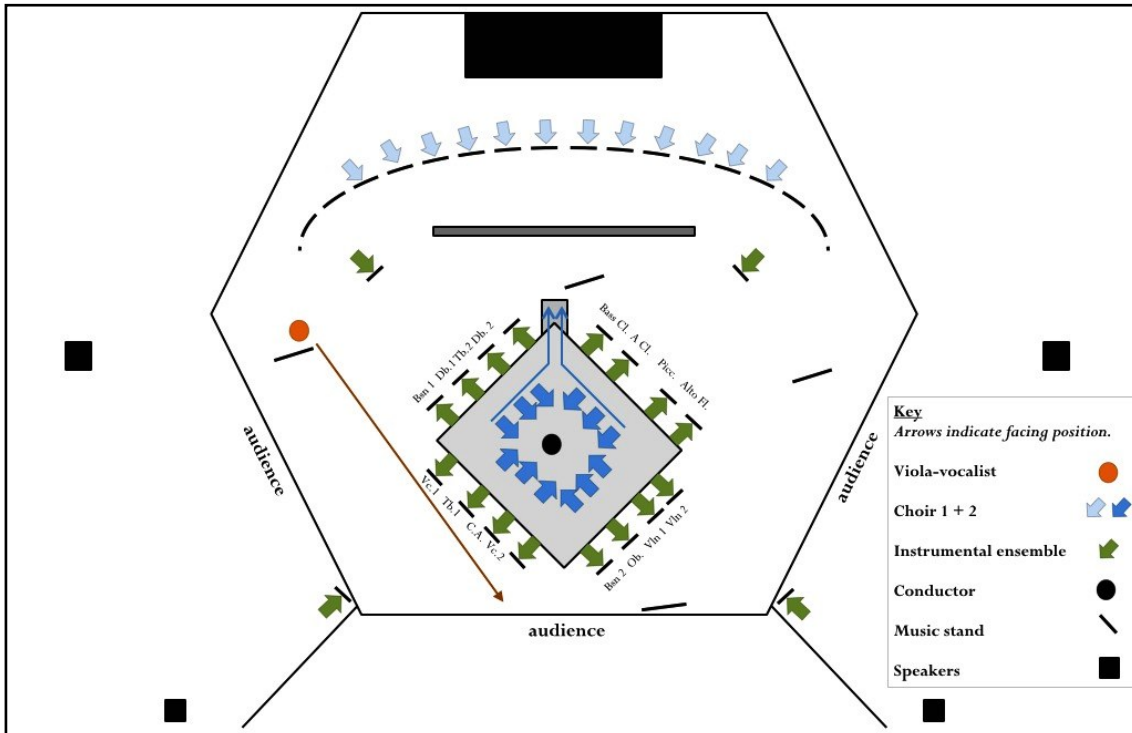 Bsn 1 Db.1 Tb.2 Db. 2
Bass Cl. A Cl. Picc. Alto Fl.
Vc.1 Tb.1 C.A. Vc.2
Bsn 2 Ob. Vln 1 Vln 2
audience
audience
audience
Key
Arrows indicate facing position.
Viola-vocalist
Choir 1 + 2
Instrumental ensemble
Conductor
Music stand
Speakers